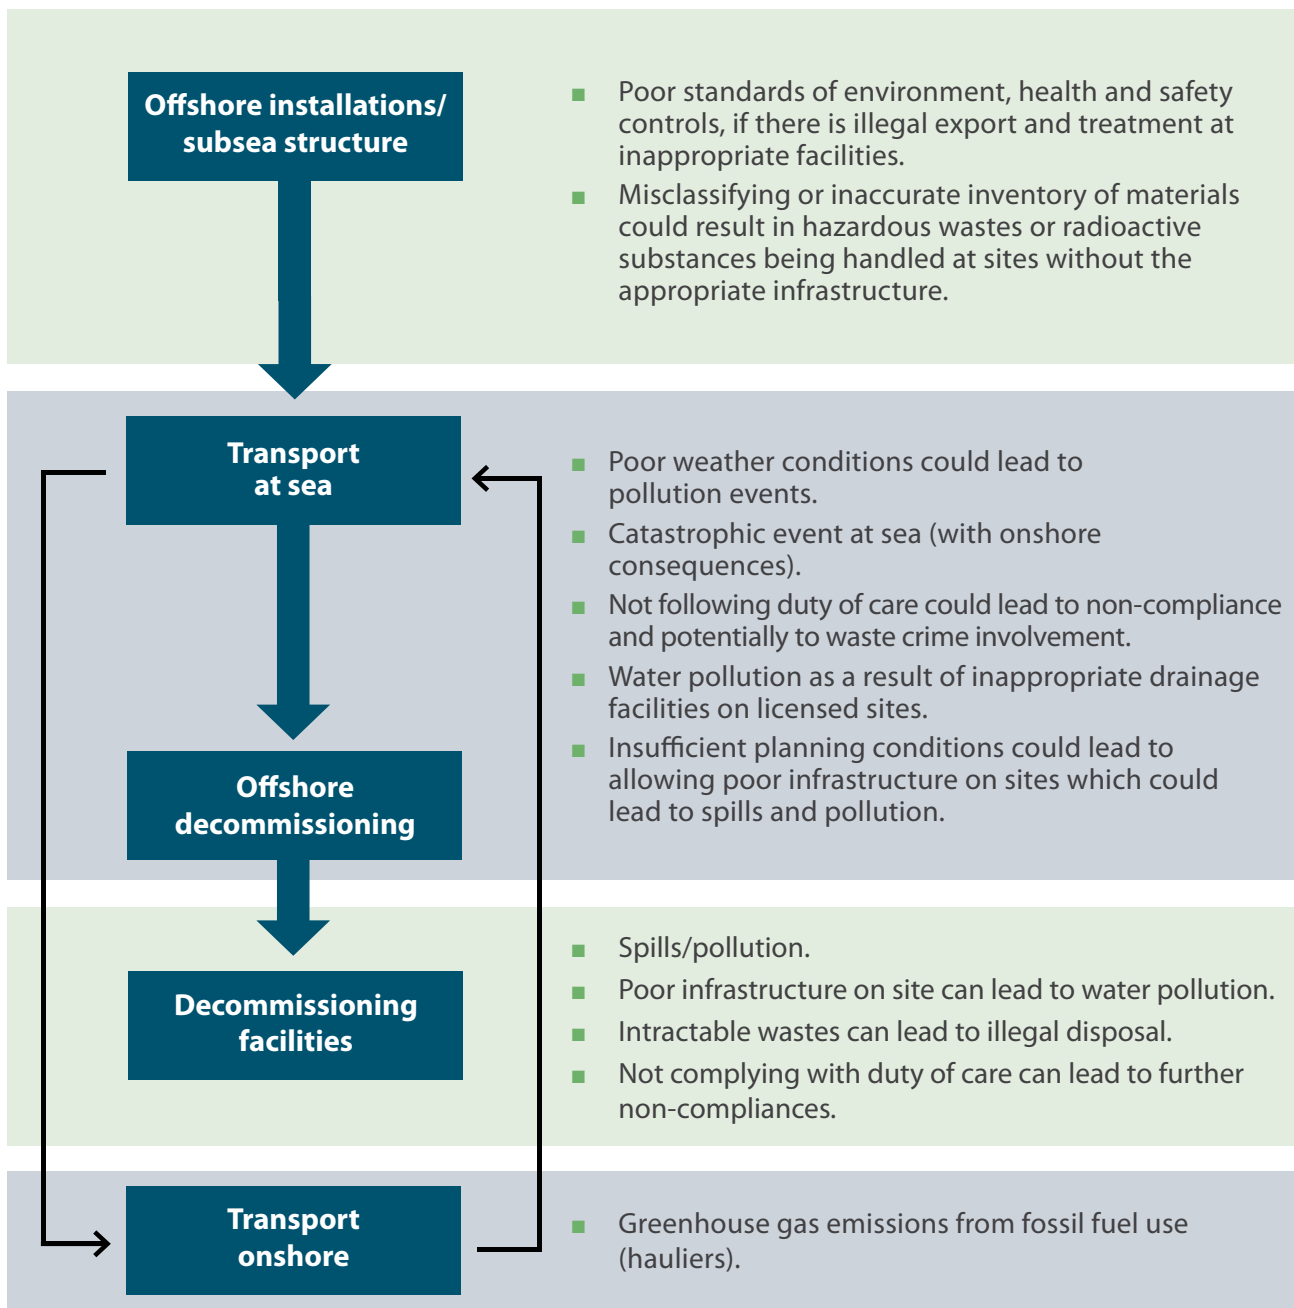 Offshore installations/
subsea structure
■ Poor standards of environment, health and safety
controls, if there is illegal export and treatment at
inappropriate facilities.
■ Misclassifying or inaccurate inventory of materials
could result in hazardous wastes or radioactive
substances being handled at sites without the
appropriate infrastructure.
Transport
at sea
■ Poor weather conditions could lead to
pollution events.
■ Catastrophic event at sea (with onshore
consequences).
■ Not following duty of care could lead to non-compliance
and potentially to waste crime involvement.
■ Water pollution as a result of inappropriate drainage
facilities on licensed sites.
■ Insufficient planning conditions could lead to
allowing poor infrastructure on sites which could
lead to spills and pollution.
Offshore
decommissioning
Decommissioning
facilities
■ Spills/pollution.
■ Poor infrastructure on site can lead to water pollution.
■ Intractable wastes can lead to illegal disposal.
■ Not complying with duty of care can lead to further
non-compliances.
Transport
onshore
■ Greenhouse gas emissions from fossil fuel use
(hauliers).